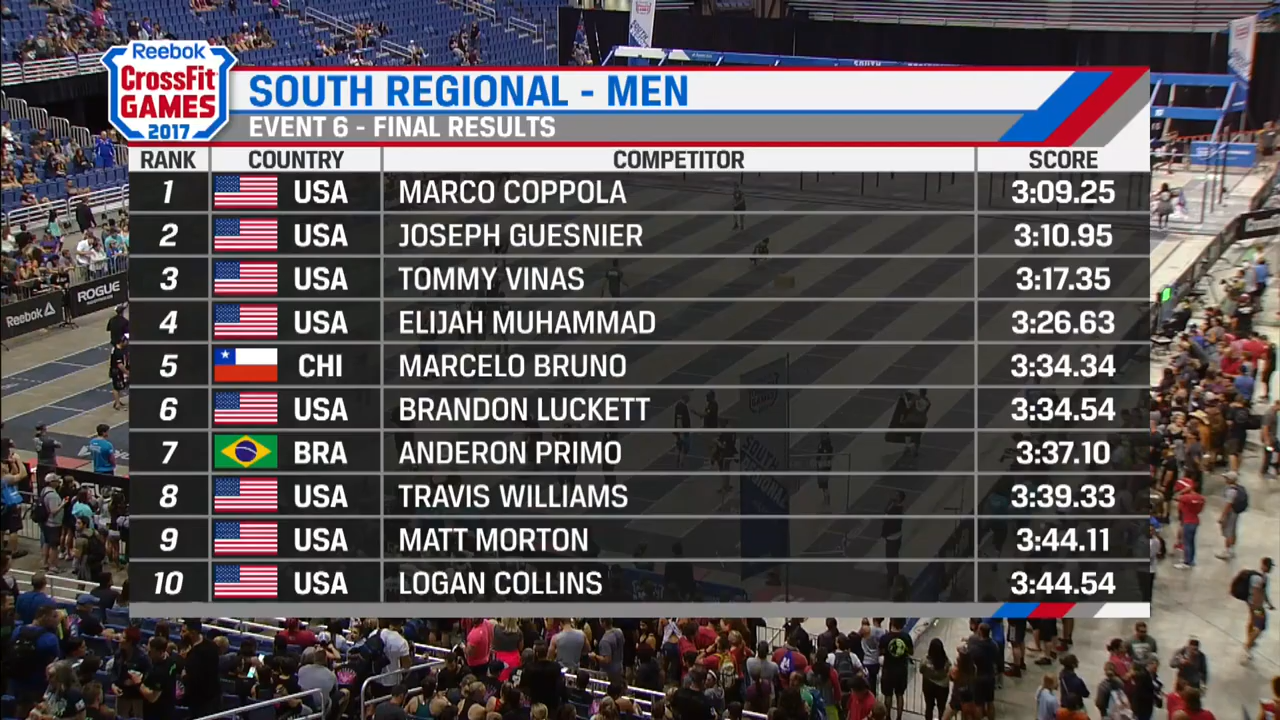 Reebok
CrossFit
GAMES
2017
SOUTH REGIONAL - MEN
EVENT 6 - FINAL RESULTS
RANK COUNTRY COMPETITOR SCORE
1 USA MARCO COPPOLA 3:09.25
2 USA JOSEPH GUESNIER 3:10.95
3 USA TOMMY VINAS 3:17.35
4 USA ELIJAH MUHAMMAD 3:26.63
5 CHI MARCELO BRUNO 3:34.34
6 USA BRANDON LUCKETT 3:34.54
7 BRA ANDERON PRIMO 3:37.10
8 USA TRAVIS WILLIAMS 3:39.33
9 USA MATT MORTON 3:44.11
10 USA LOGAN COLLINS 3:44.54
Reebok
ROGUE
SOUTH
REGIONAL